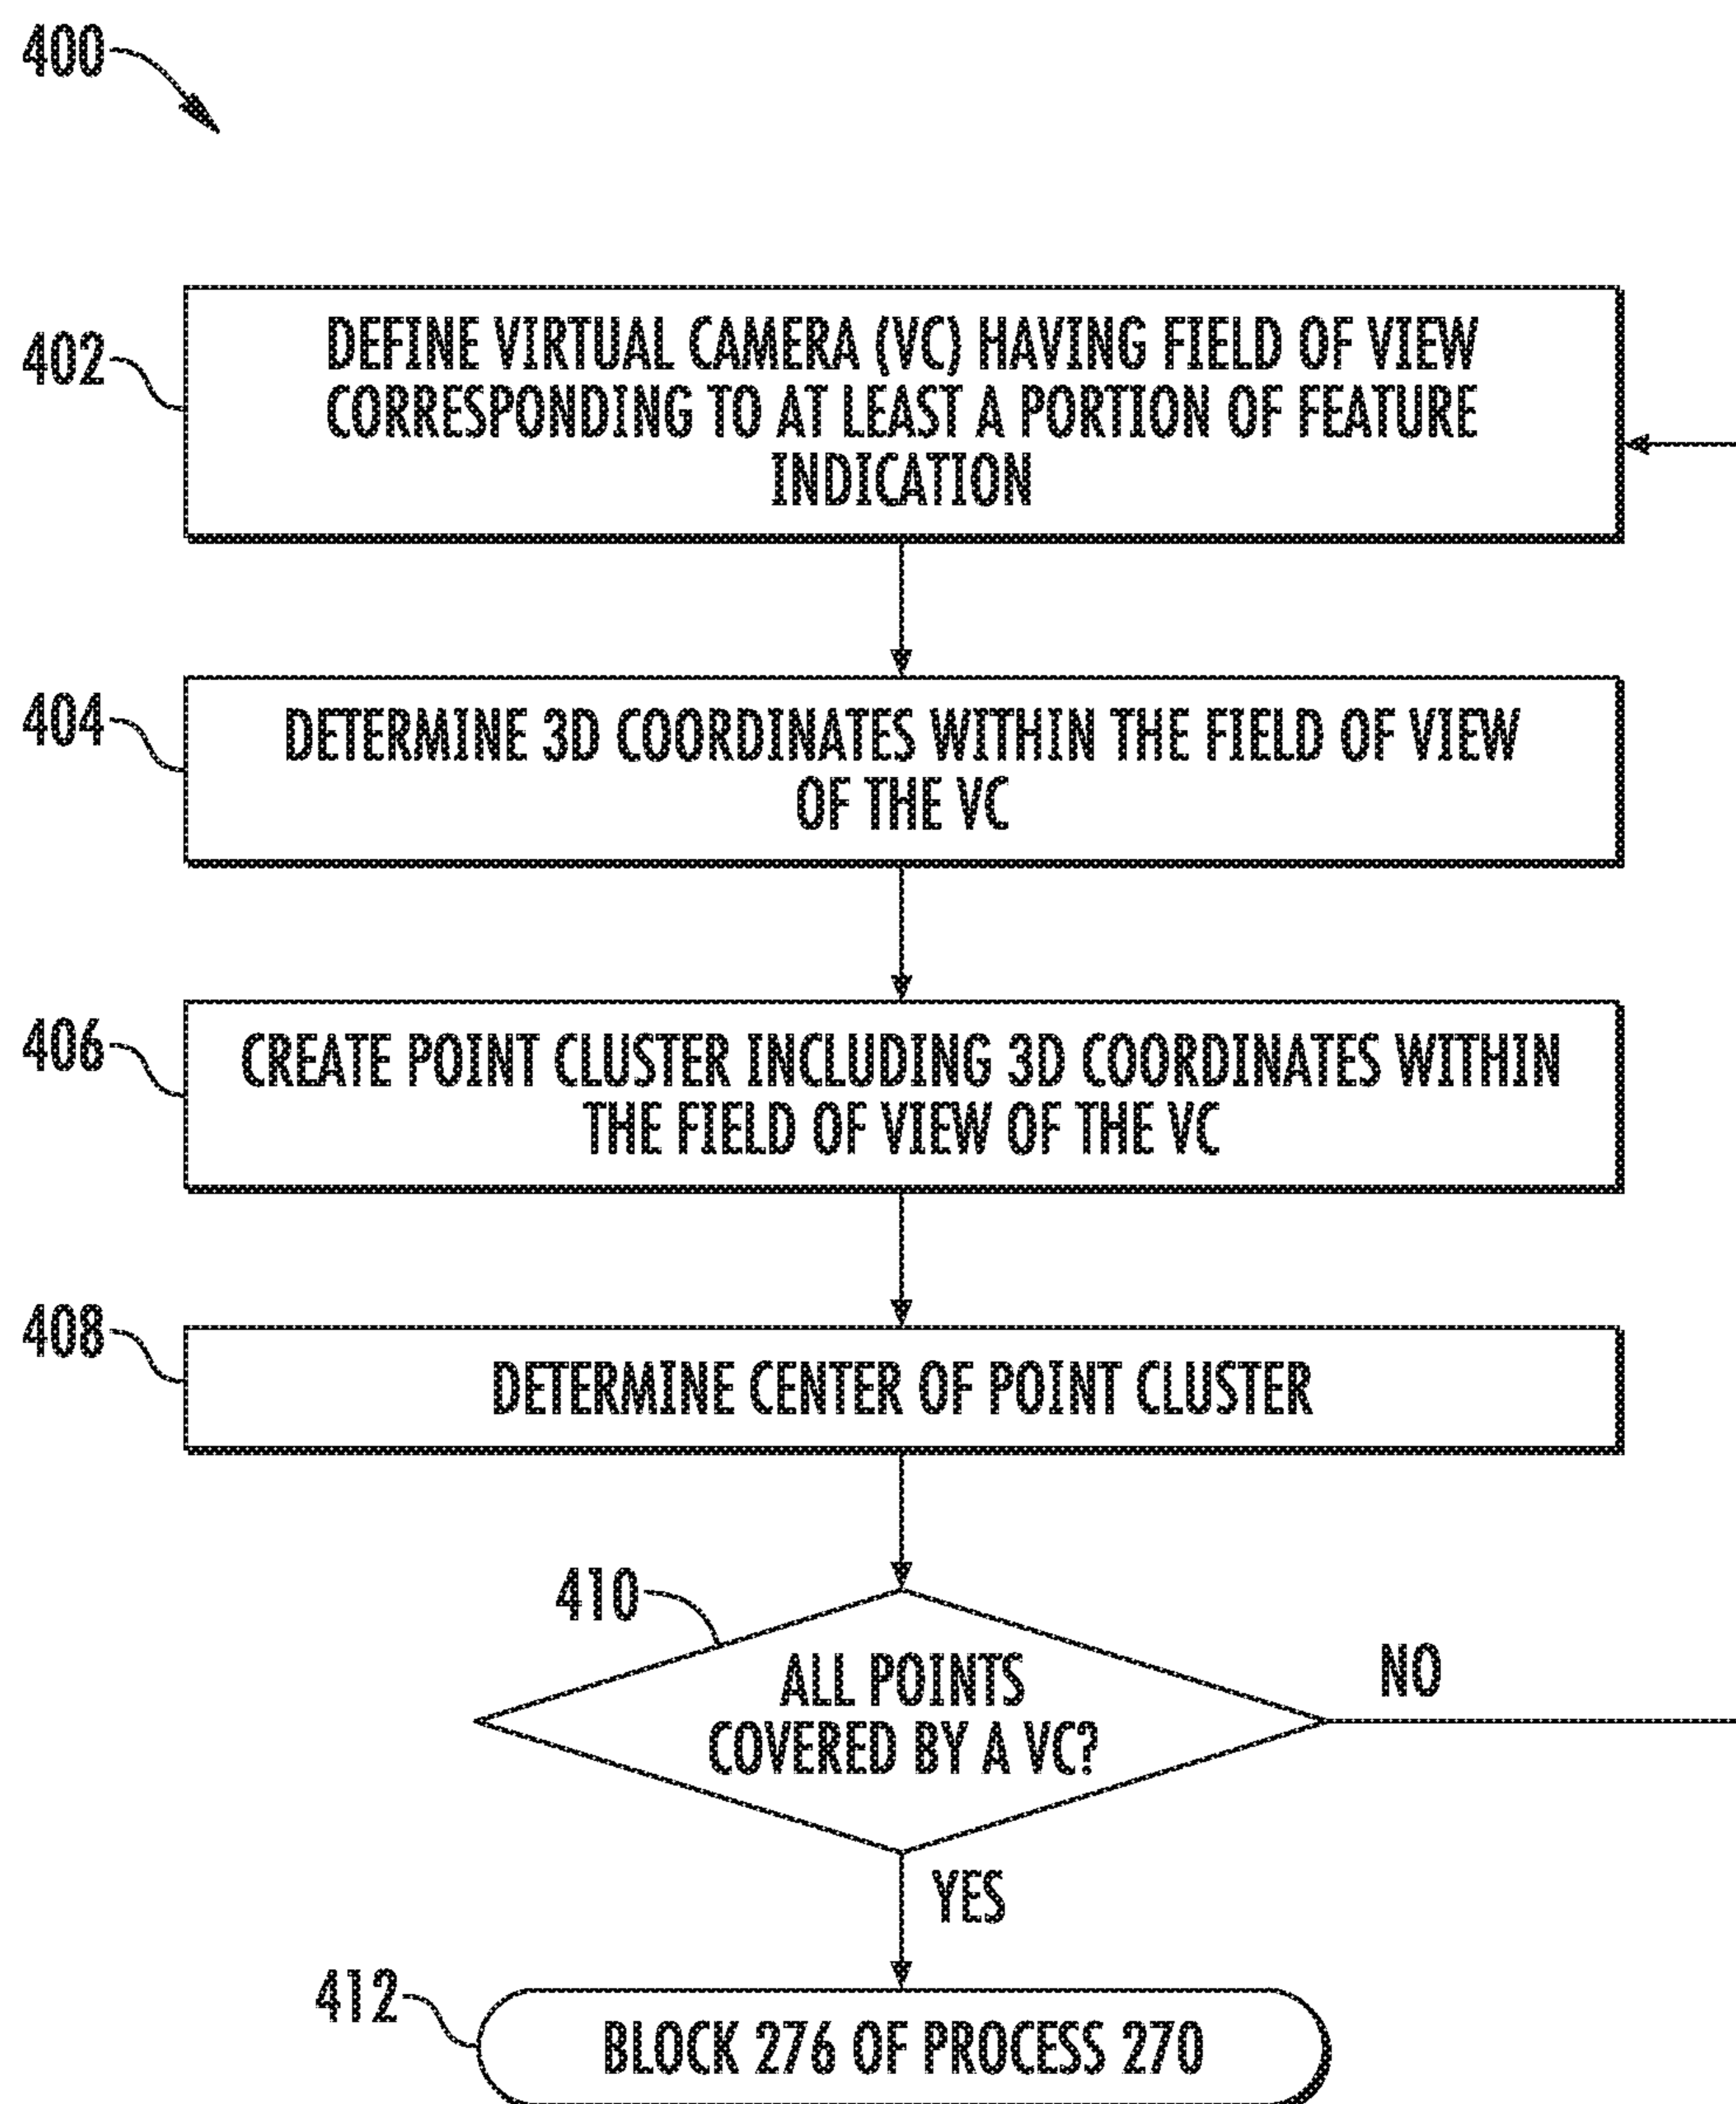 400
402
DEFINE VIRTUAL CAMERA (VC) HAVING FIELD OF VIEW
CORRESPONDING TO AT LEAST A PORTION OF FEATURE
INDICATION
404
DETERMINE 3D COORDINATES WITHIN THE FIELD OF VIEW
OF THE VC
406
CREATE POINT CLUSTER INCLUDING 3D COORDINATES WITHIN
THE FIELD OF VIEW OF THE VC
408
DETERMINE CENTER OF POINT CLUSTER
410
ALL POINTS
COVERED BY A VC?
NO
YES
412
BLOCK 276 OF PROCESS 270